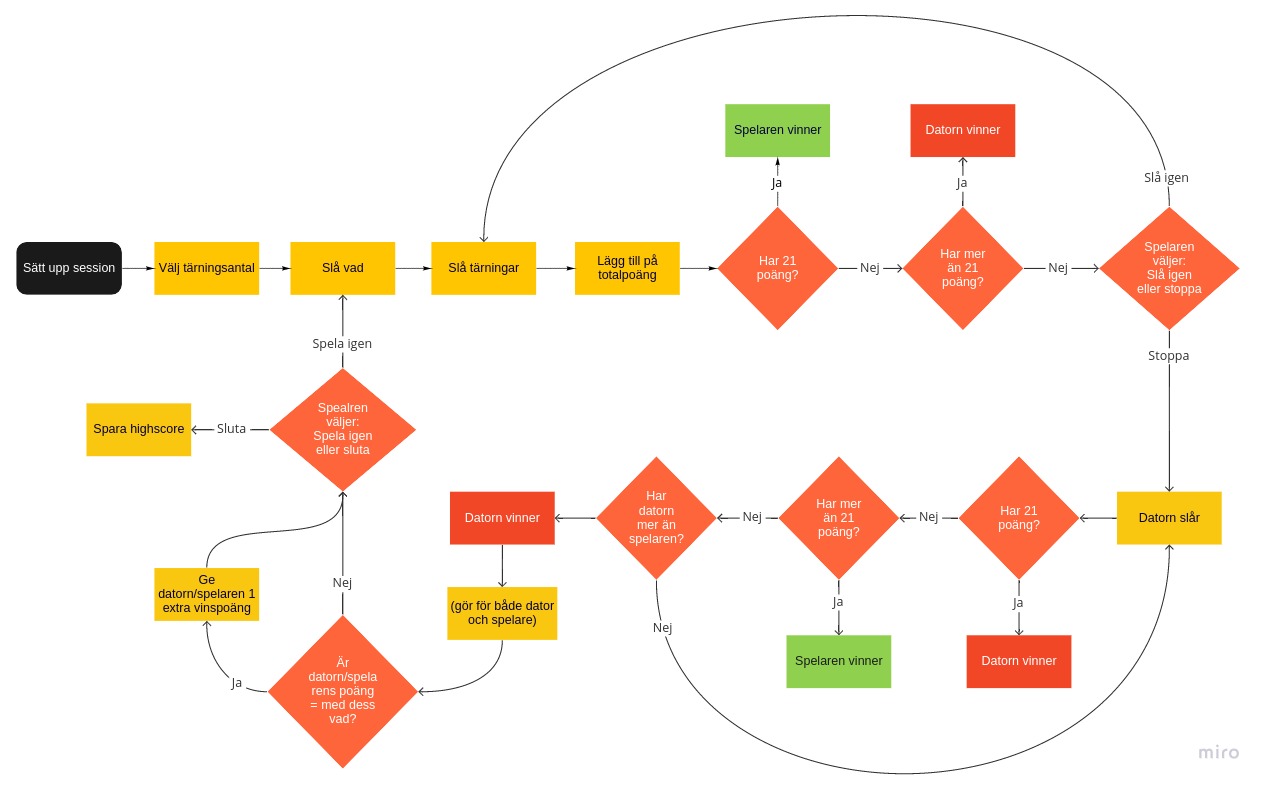 Spelaren vinner
Datorn vinner
Ja
Ja
Slå igen
Sätt upp session
Välj tärningsantal
Slå vad
Slå tärningar
Lägg till på
totalpoäng
Har 21
poäng?
Nej
Har mer
än 21
poäng?
Nej
Spelaren
väljer:
Slå igen
eller stoppa
Spela igen
Stoppa
Spara highscore
Sluta
Spealren
väljer:
Spela igen
eller sluta
Datorn vinner
Har
datorn
mer än
spelaren?
Nej
Har mer
än 21
poäng?
Nej
Har 21
poäng?
Datorn slår
Ge
datorn/spelaren 1
extra vinspoäng
Nej
(gör för både dator
och spelare)
Nej
Ja
Ja
Ja
Är
datorn/spela
rens poäng
= med dess
vad?
Spelaren vinner
Datorn vinner
miro